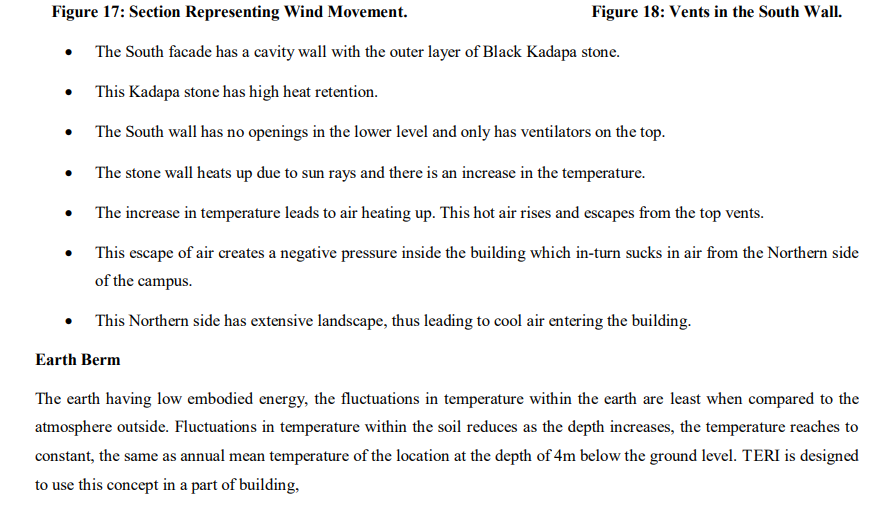 Figure 17: Section Representing Wind Movement. Figure 18: Vents in the South Wall.
• The South facade has a cavity wall with the outer layer of Black Kadapa stone.
• This Kadapa stone has high heat retention.
• The South wall has no openings in the lower level and only has ventilators on the top.
• The stone wall heats up due to sun rays and there is an increase in the temperature.
• The increase in temperature leads to air heating up. This hot air rises and escapes from the top vents.
• This escape of air creates a negative pressure inside the building which in-turn sucks in air from the Northern side
of the campus.
• This Northern side has extensive landscape, thus leading to cool air entering the building.
Earth Berm
The earth having low embodied energy, the fluctuations in temperature within the earth are least when compared to the
atmosphere outside. Fluctuations in temperature within the soil reduces as the depth increases, the temperature reaches to
constant, the same as annual mean temperature of the location at the depth of 4m below the ground level. TERI is designed
to use this concept in a part of building,